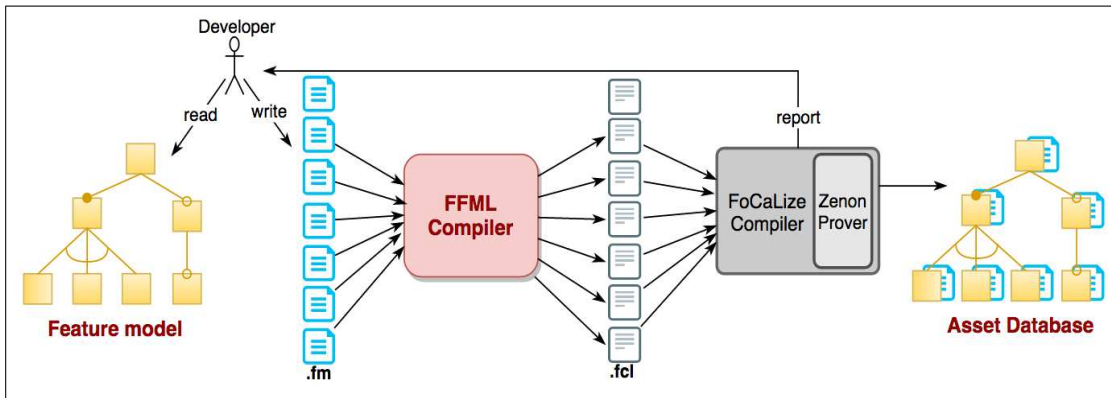 Developer
read
write
Feature model
.fm
FFML
Compiler
.fcl
report
FoCaLize
Compiler
Zenon
Prover
Asset Database